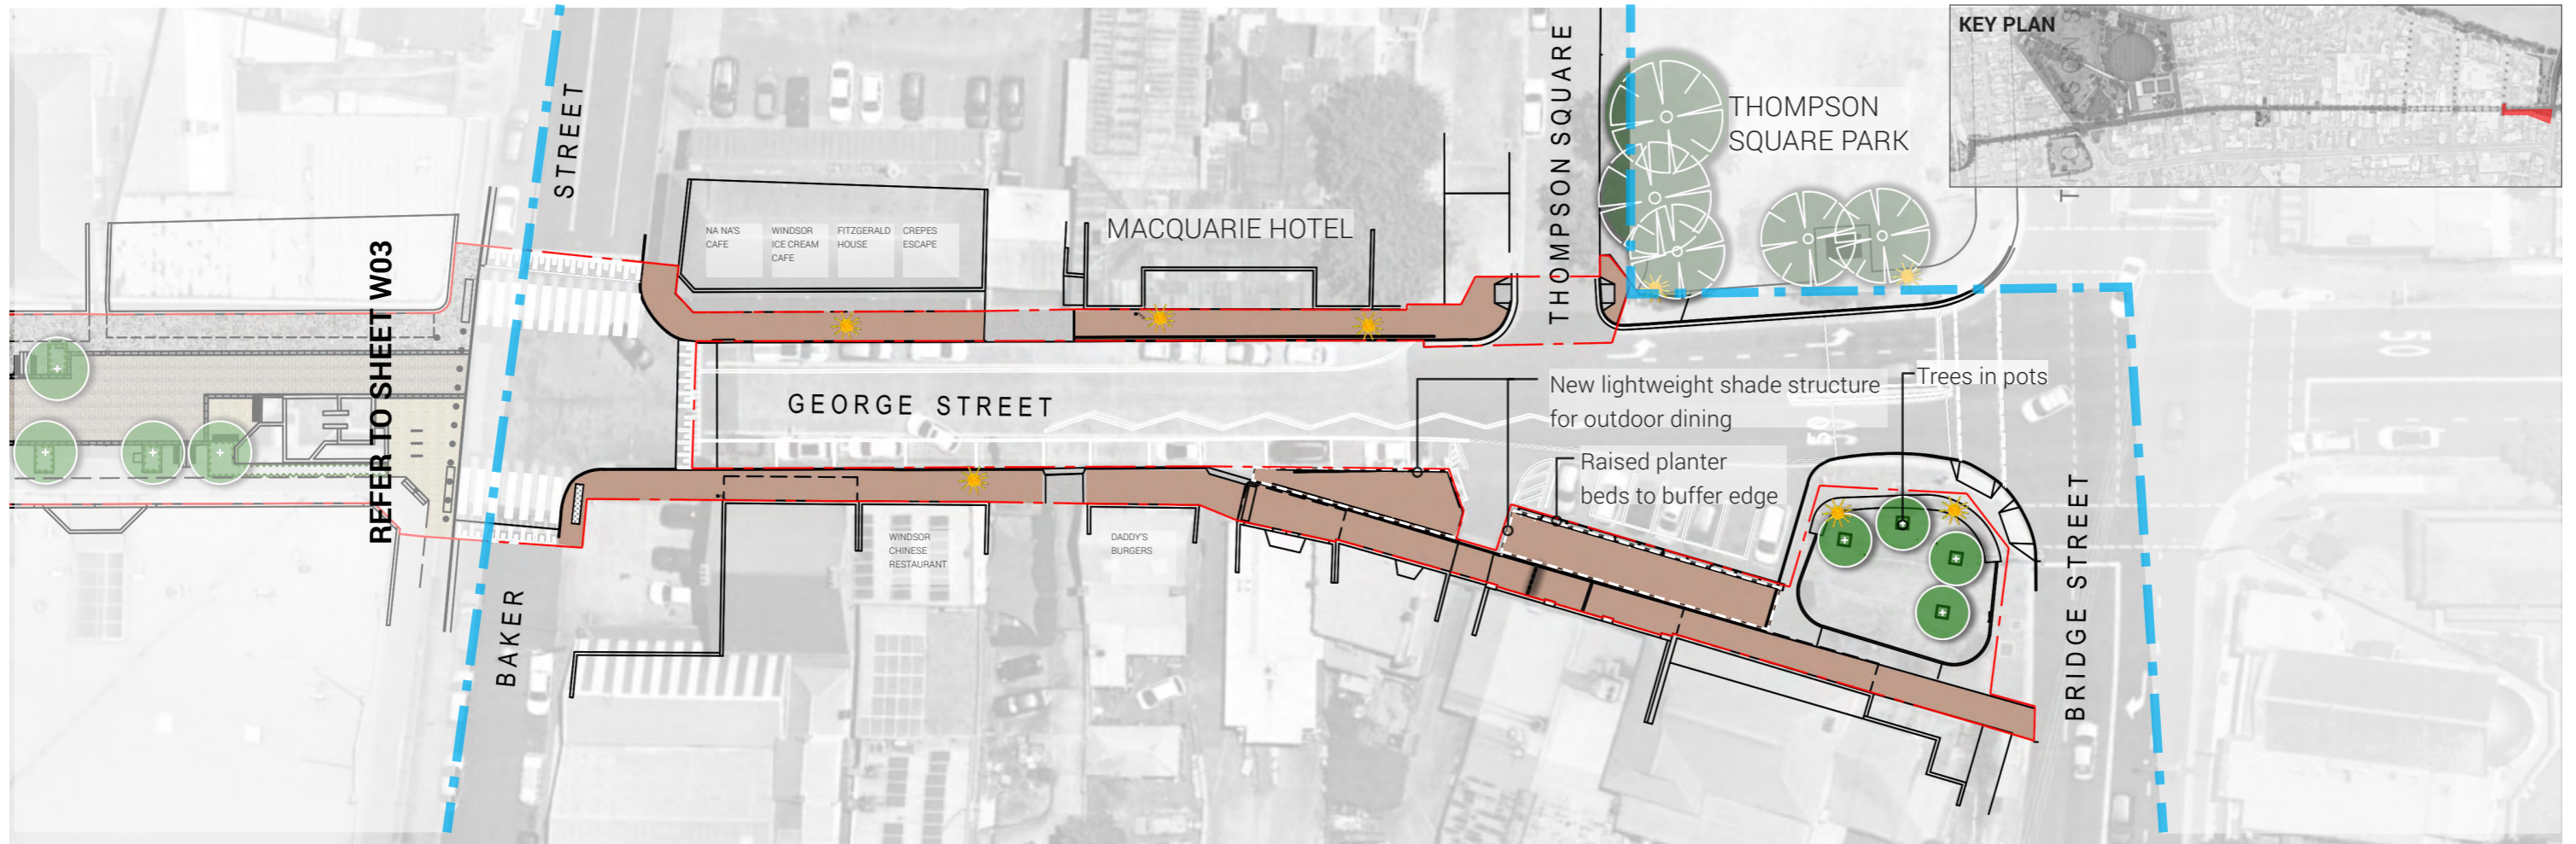 KEY PLAN
THOMPSON
SQUARE PARK
THOMPSON SQUARE
STREET
NA NA'S
CAFE
WINDSOR
ICE CREAM
CAFE
FITZGERALD
HOUSE
CREPES
ESCAPE
MACQUARIE HOTEL
REFER TO SHEET W03
GEORGE STREET
New lightweight shade structure
for outdoor dining
Trees in pots
Raised planter
beds to buffer edge
WINDSOR
CHINESE
RESTAURANT
DADDY'S
BURGERS
BAKER
BRIDGE STREET
50